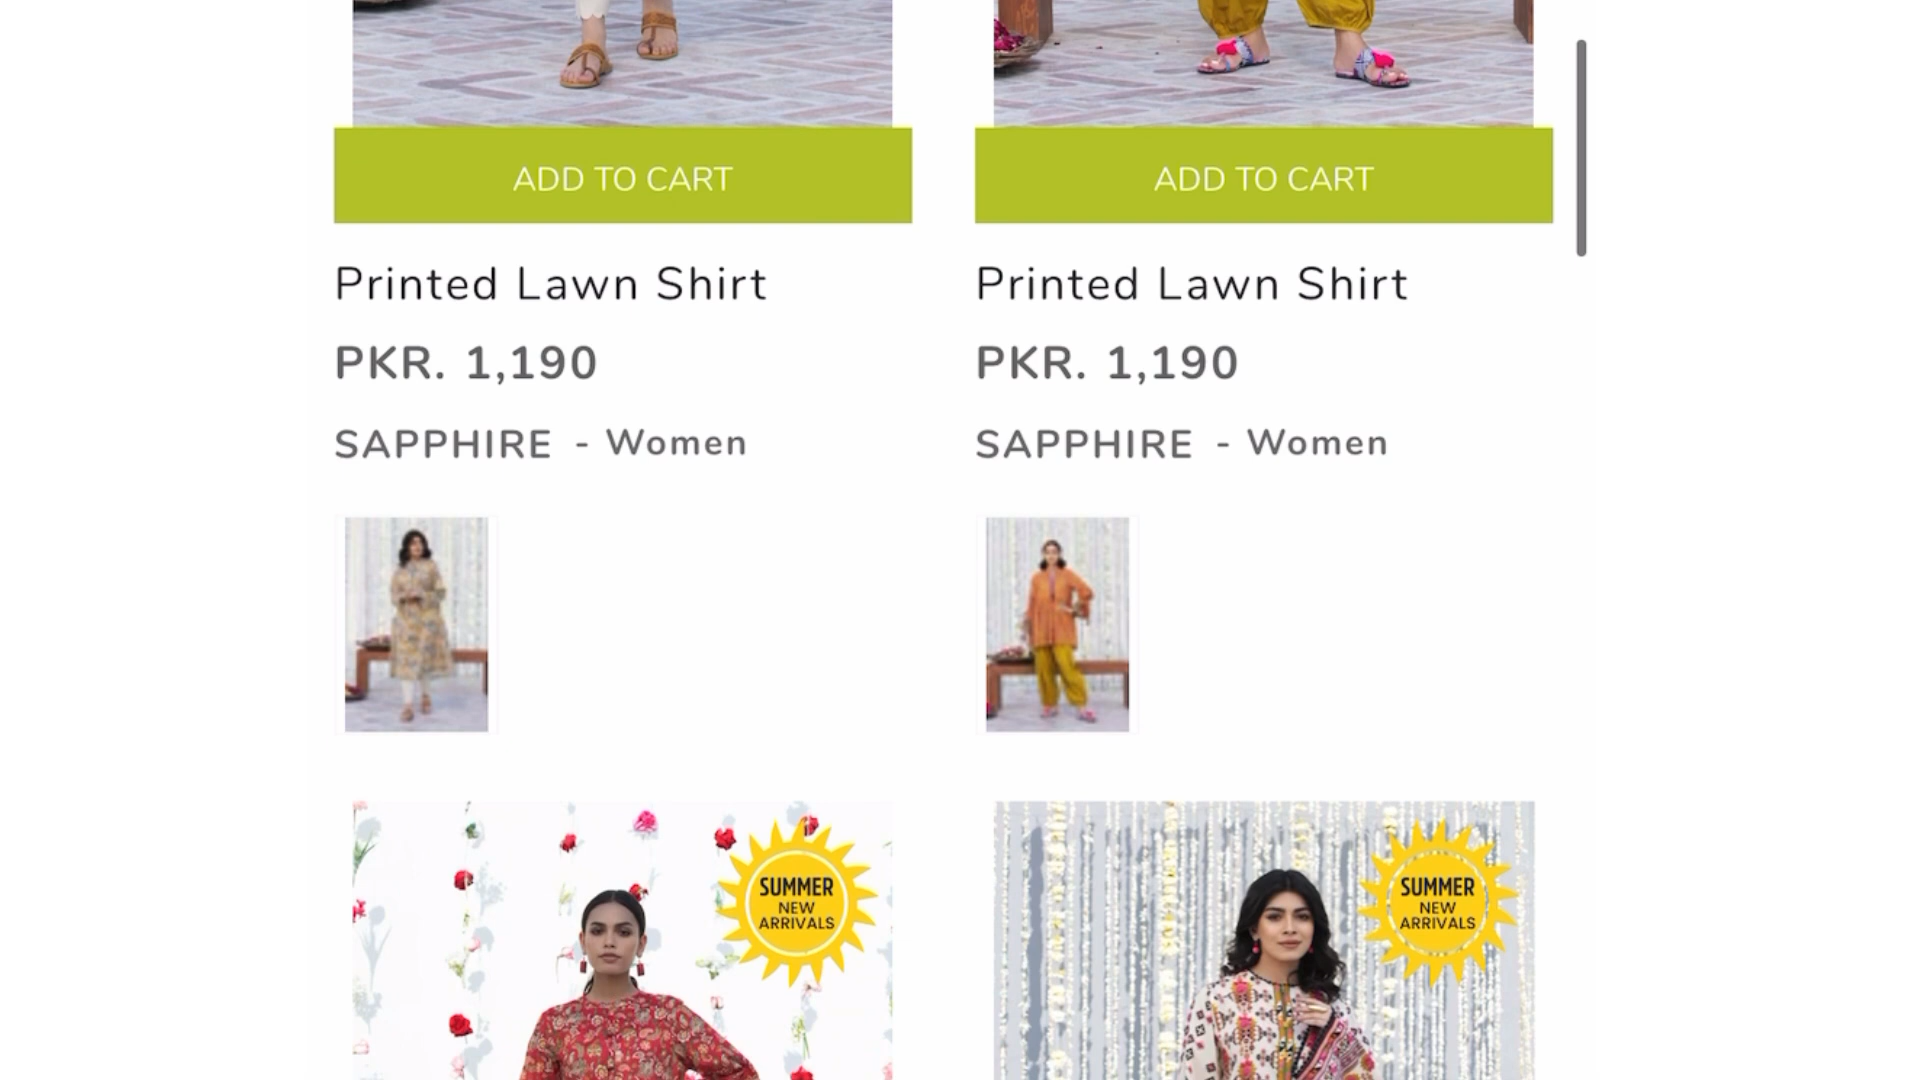 ADD TO CART
ADD TO CART
Printed Lawn Shirt
Printed Lawn Shirt
PKR. 1,190
PKR. 1,190
SAPPHIRE - Women
SAPPHIRE - Women
SUMMER
NEW
ARRIVALS
SUMMER
NEW
ARRIVALS